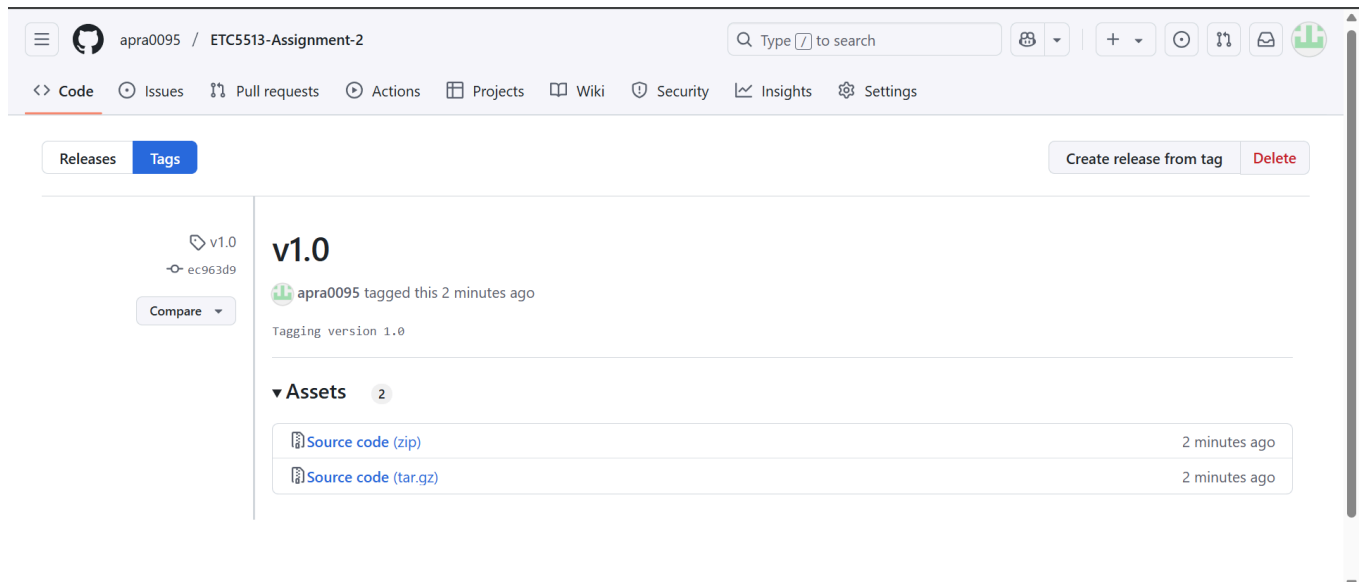 apra0095 / ETC5513-Assignment-2
Type / to search
Code Issues Pull requests Actions Projects Wiki Security Insights Settings
Releases Tags
Create release from tag Delete
v1.0
ec963d9
Compare
v1.0
apra0095 tagged this 2 minutes ago
Tagging version 1.0
Assets 2
Source code (zip) 2 minutes ago
Source code (tar.gz) 2 minutes ago